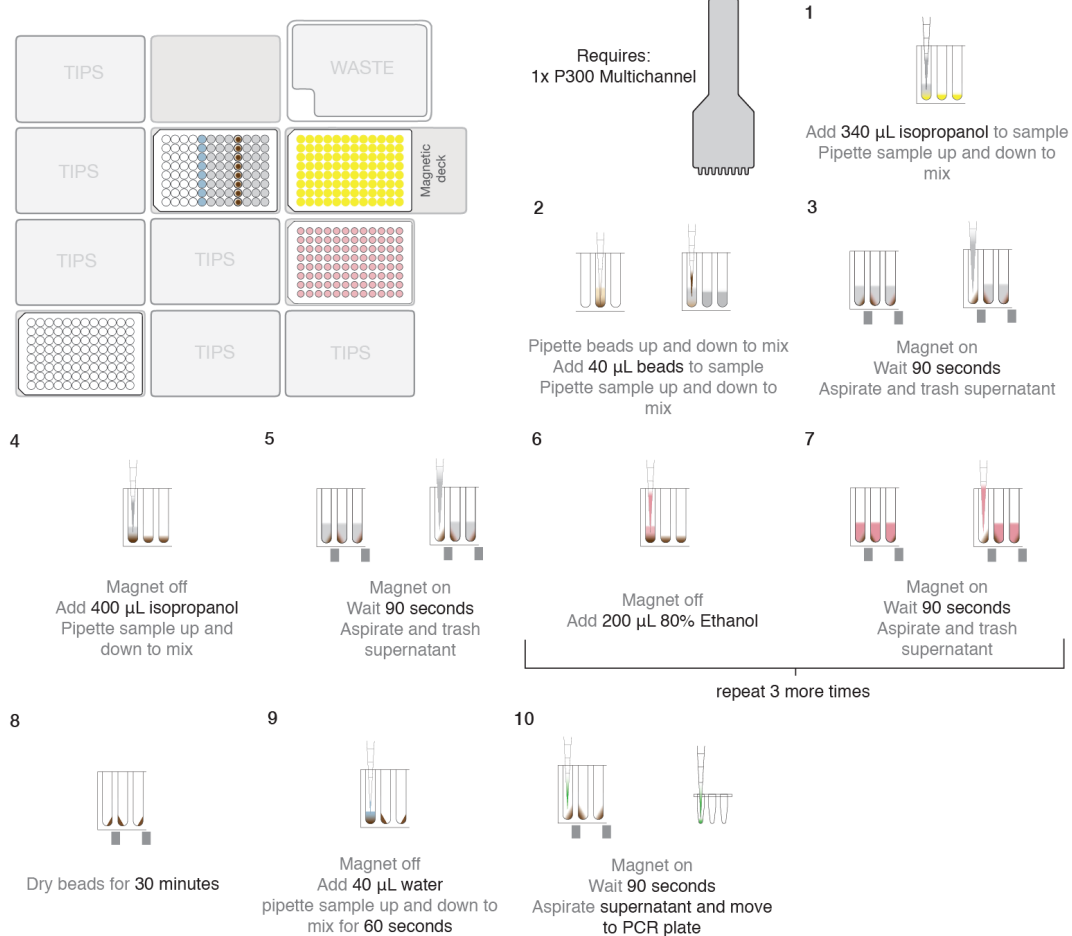 TIPS
WASTE
TIPS
Magnetic
deck
TIPS
TIPS
TIPS
TIPS
Requires:
1x P300 Multichannel
1
Add 340 µL isopropanol to sample
Pipette sample up and down to
mix
2
Pipette beads up and down to mix
Add 40 µL beads to sample
Pipette sample up and down to
mix
3
Magnet on
Wait 90 seconds
Aspirate and trash supernatant
4
Magnet off
Add 400 µL isopropanol
Pipette sample up and
down to mix
5
Magnet on
Wait 90 seconds
Aspirate and trash
supernatant
6
Magnet off
Add 200 µL 80% Ethanol
7
Magnet on
Wait 90 seconds
Aspirate and trash
supernatant
repeat 3 more times
8
Dry beads for 30 minutes
9
Magnet off
Add 40 µL water
pipette sample up and down to
mix for 60 seconds
10
Magnet on
Wait 90 seconds
Aspirate supernatant and move
to PCR plate